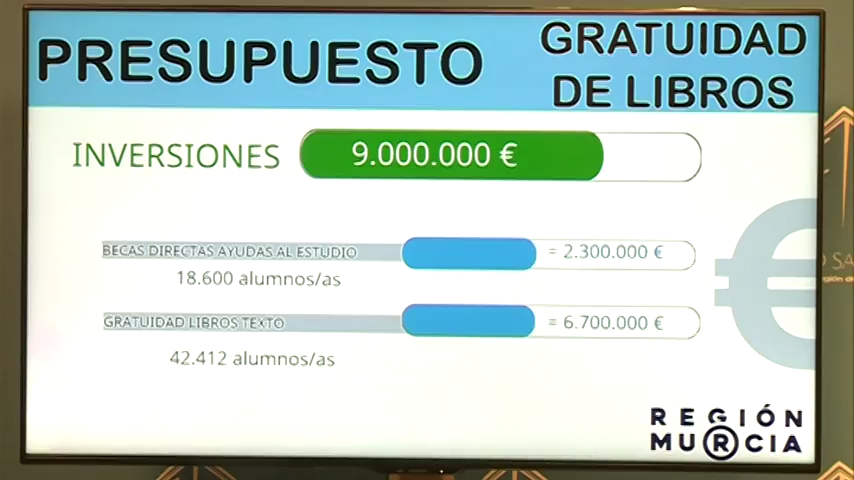 PRESUPUESTO
GRATUIDAD
DE LIBROS
INVERSIONES
9.000.000 €
BECAS DIRECTAS AYUDAS AL ESTUDIO
= 2.300.000 €
18.600 alumnos/as
GRATUIDAD LIBROS TEXTO
= 6.700.000 €
42.412 alumnos/as
€
REGIÓN
MURCIA